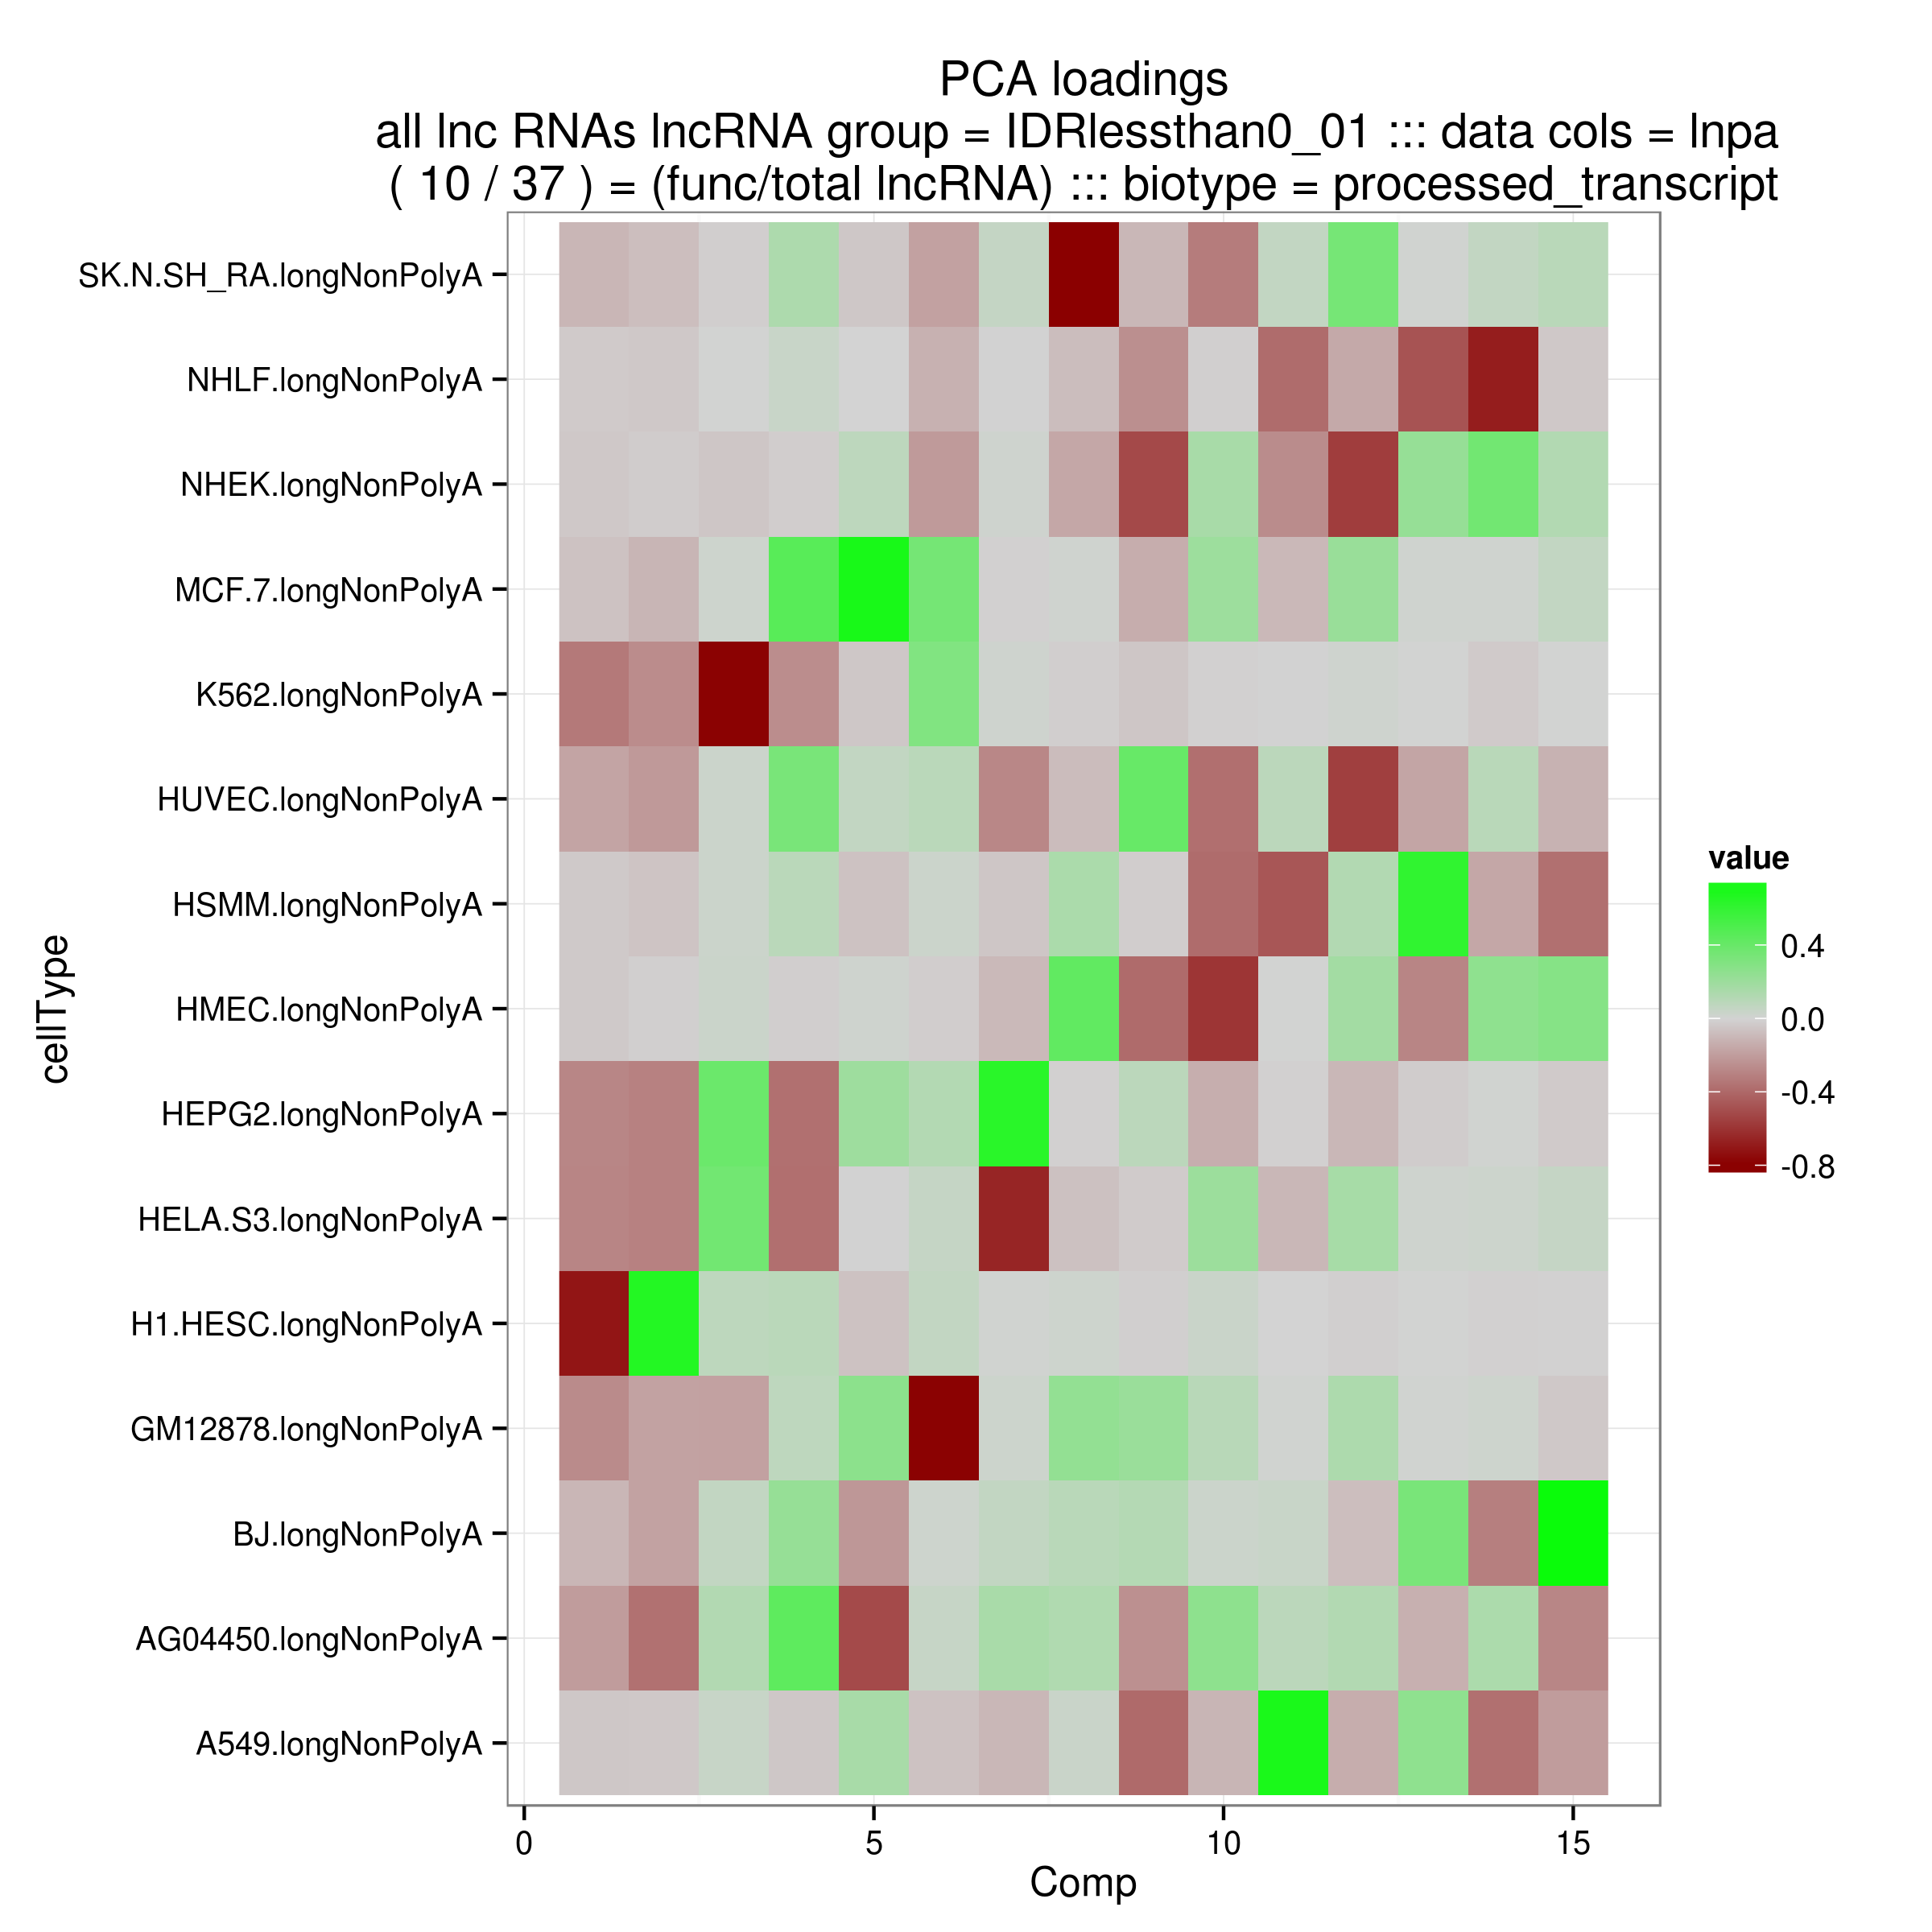 PCA loadings
all lnc RNAs lncRNA group = IDRlessthan0_01 ::: data cols = lnpa
( 10 / 37 ) = (func/total lncRNA) ::: biotype = processed_transcript
SK.N.SH_RA.longNonPolyA
NHLF.longNonPolyA
NHEK.longNonPolyA
MCF.7.longNonPolyA
K562.longNonPolyA
HUVEC.longNonPolyA
HSMM.longNonPolyA
HMEC.longNonPolyA
HEPG2.longNonPolyA
HELA.S3.longNonPolyA
H1.HESC.longNonPolyA
GM12878.longNonPolyA
BJ.longNonPolyA
AG04450.longNonPolyA
A549.longNonPolyA
cellType
0 5 10 15
Comp
value
0.4
0.0
-0.4
-0.8